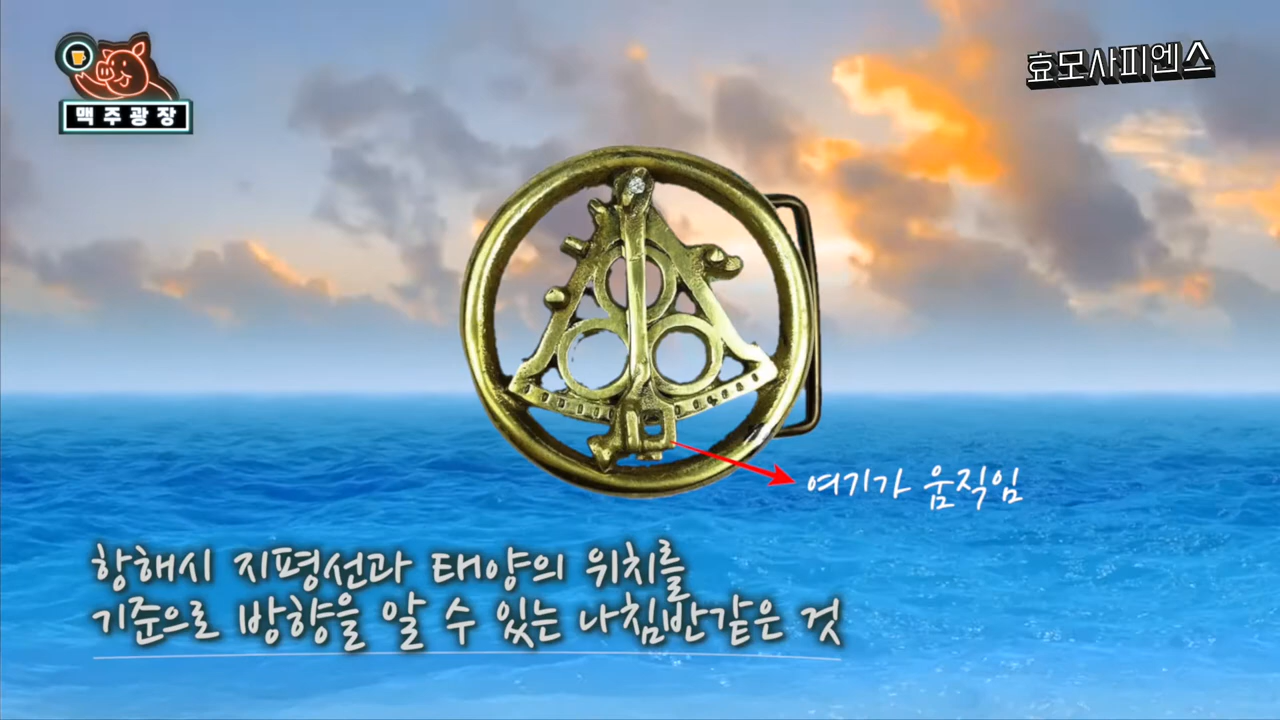 맥주광장
효모사피엔스
여기가 움직임
항해시 지평선과 태양의 위치를
기준으로 방향을 알 수 있는 나침반같은 것